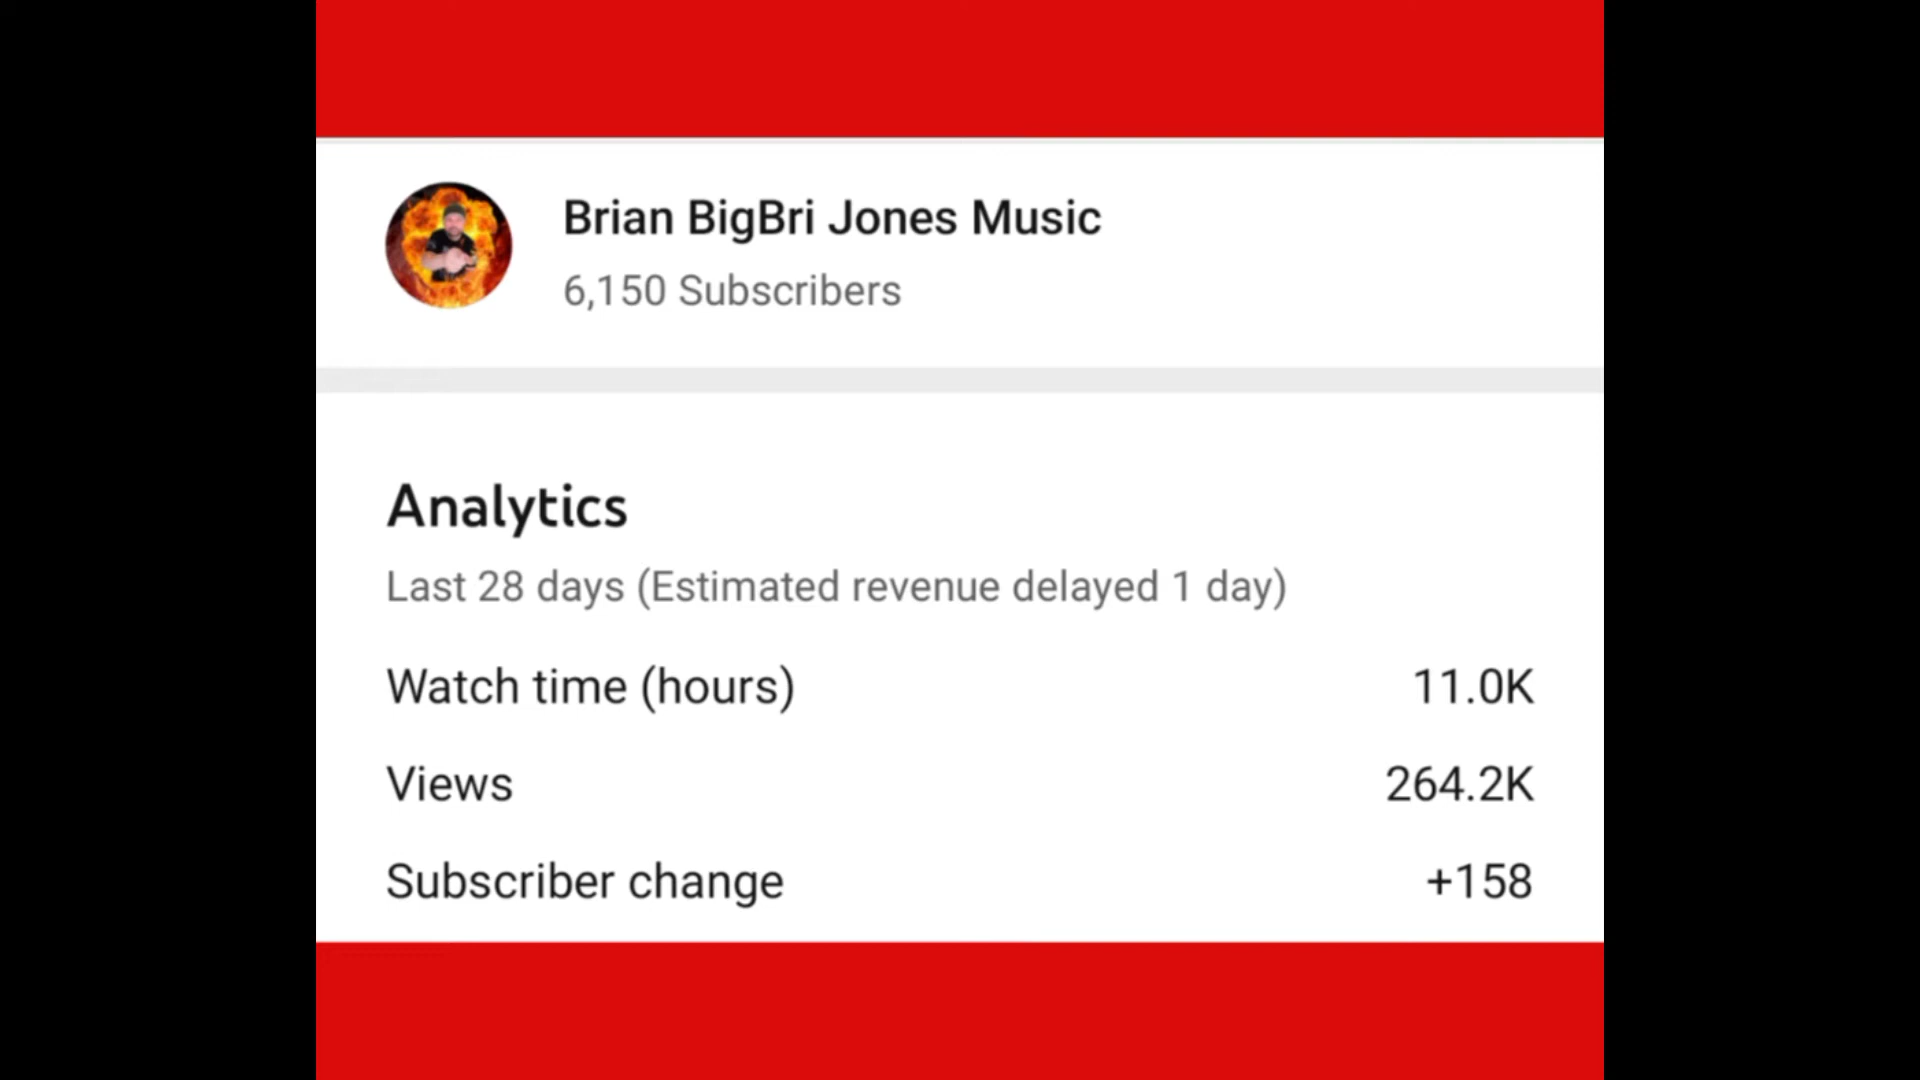 Brian BigBri Jones Music
6,150 Subscribers
Analytics
Last 28 days (Estimated revenue delayed 1 day)
Watch time (hours) 11.0K
Views 264.2K
Subscriber change +158